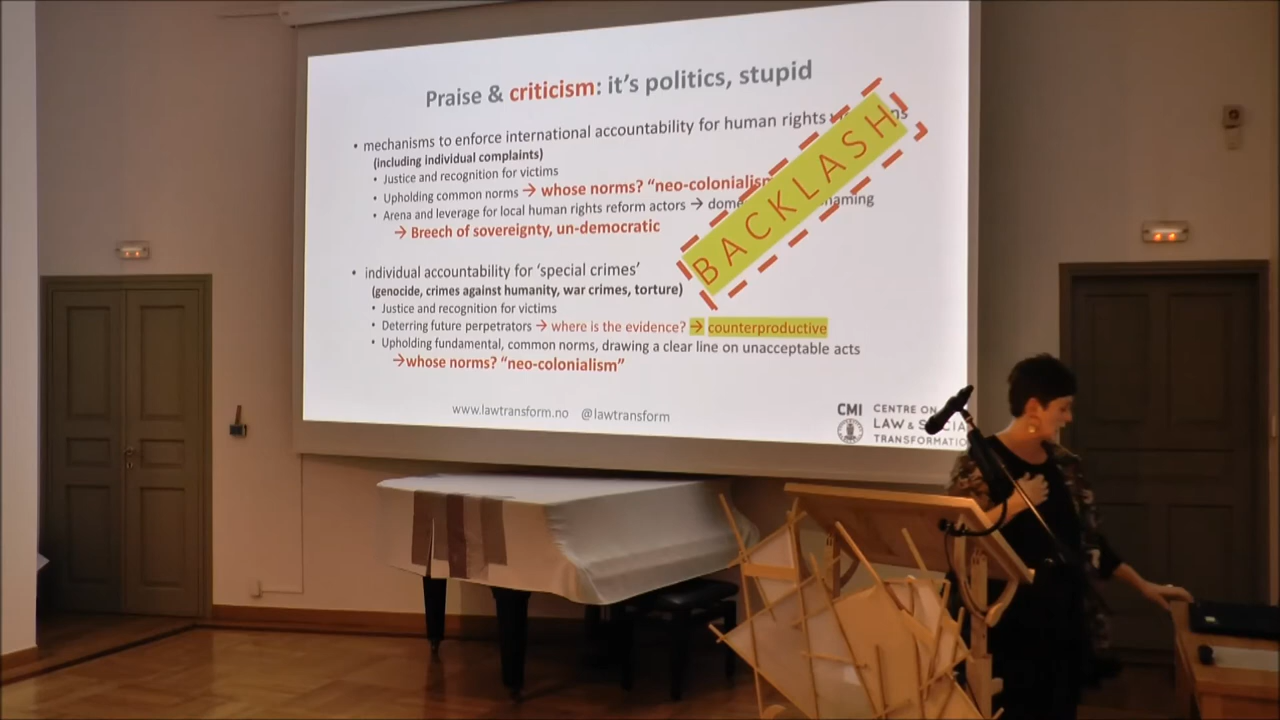 Praise & criticism: it's politics, stupid
• mechanisms to enforce international accountability for human rights
(including individual complaints)
• Justice and recognition for victims
• Upholding common norms → whose norms? "neo-colonialism
• Arena and leverage for local human rights reform actors → naming
→ Breech of sovereignty, un-democratic
BACKLASH
• individual accountability for 'special crimes'
(genocide, crimes against humanity, war crimes, torture)
• Justice and recognition for victims
• Deterring future perpetrators → where is the evidence? → counterproductive
• Upholding fundamental, common norms, drawing a clear line on unacceptable acts
→whose norms? "neo-colonialism"
www.lawtransform.no @lawtransform
CMI
CENTRE ON
LAW &
TRANSFORMATIO